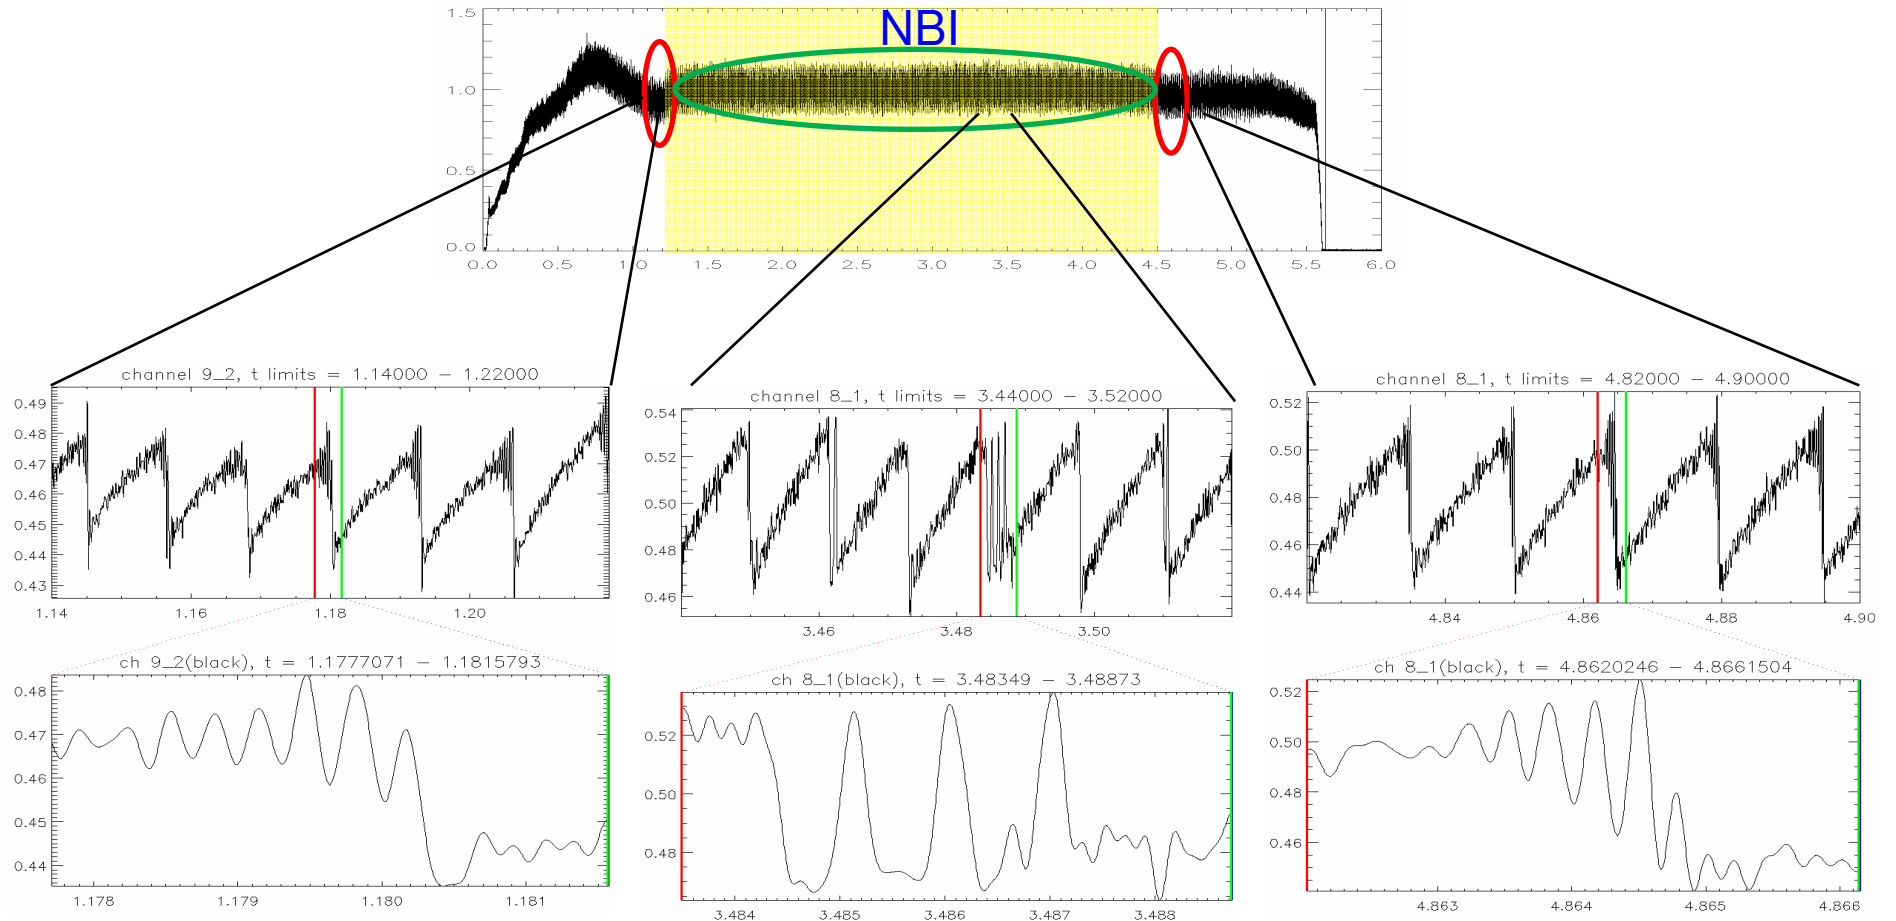 NBI
1.5
1.0
0.5
0.0
0.0 0.5 1.0 1.5 2.0 2.5 3.0 3.5 4.0 4.5 5.0 5.5 6.0
channel 9_2, t limits = 1.14000 - 1.22000
0.49
0.48
0.47
0.46
0.45
0.44
0.43
1.14 1.16 1.18 1.20
channel 8_1, t limits = 3.44000 - 3.52000
0.54
0.52
0.50
0.48
0.46
3.46 3.48 3.50
channel 8_1, t limits = 4.82000 - 4.90000
0.52
0.50
0.48
0.46
0.44
4.84 4.86 4.88 4.90
ch 9_2(black), t = 1.1777071 - 1.1815793
0.48
0.47
0.46
0.45
0.44
1.178 1.179 1.180 1.181
ch 8_1(black), t = 3.48349 - 3.48873
0.52
0.50
0.48
3.484 3.485 3.486 3.487 3.488
ch 8_1(black), t = 4.8620246 - 4.8661504
0.52
0.50
0.48
0.46
4.863 4.864 4.865 4.866